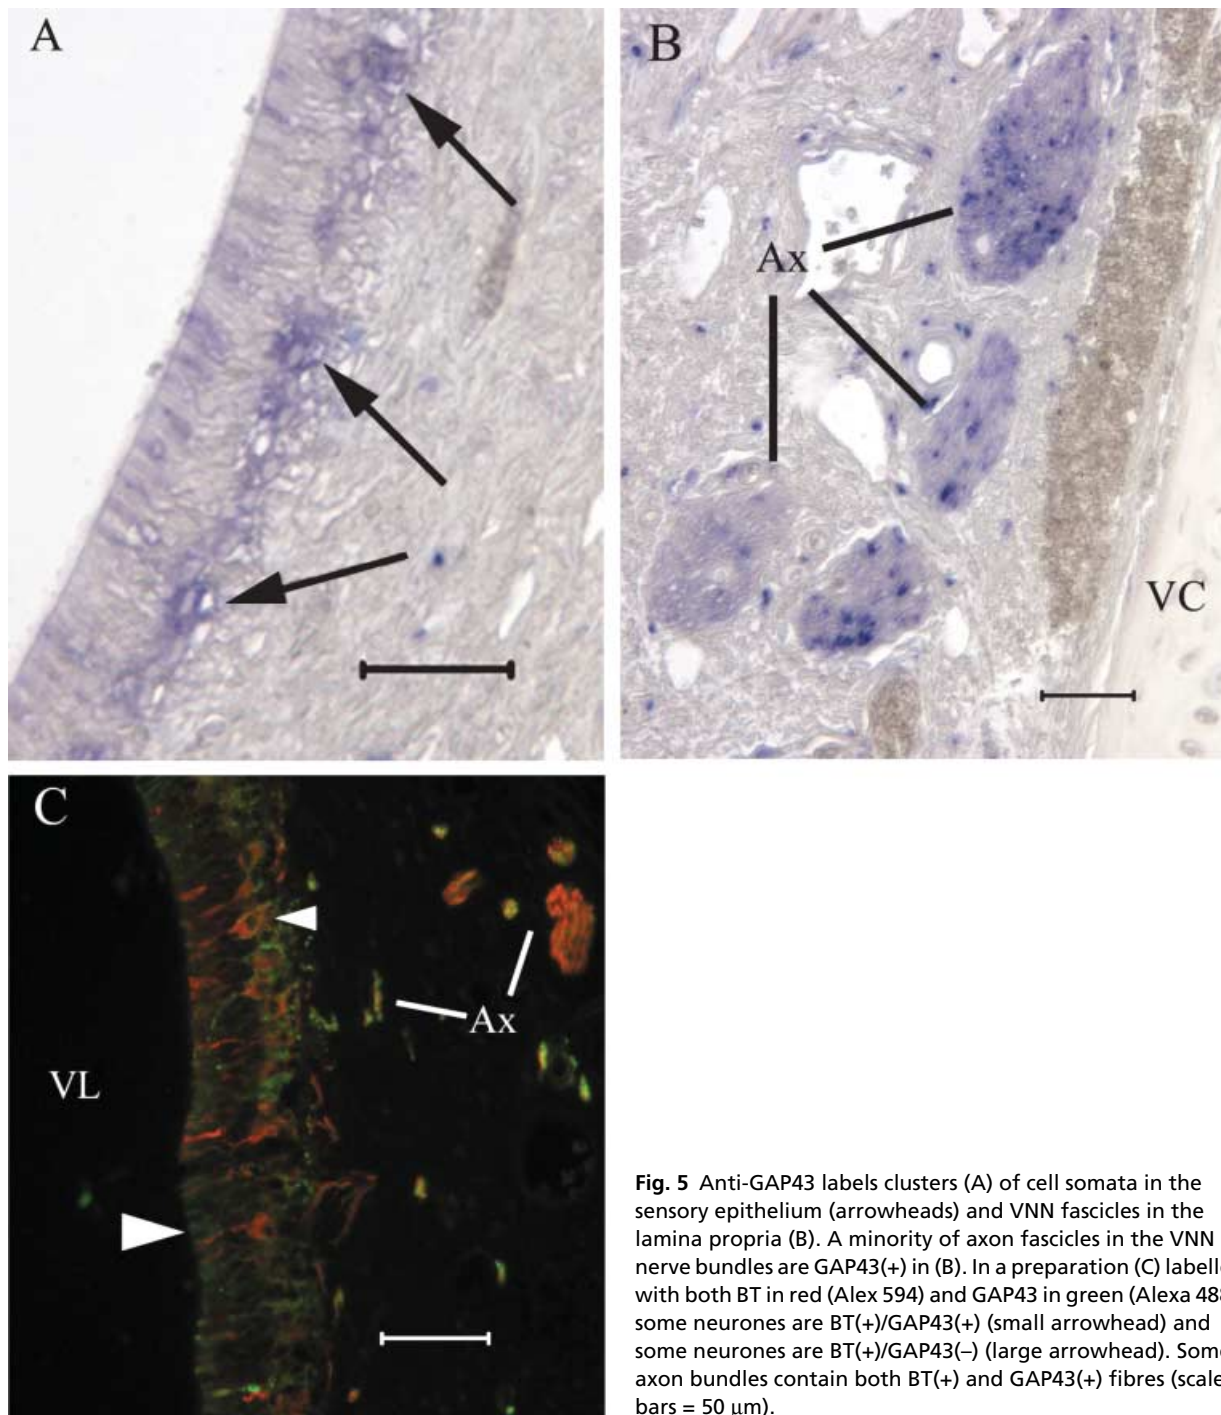 A
B
Ax
VC
C
Ax
VL
Fig. 5 Anti-GAP43 labels clusters (A) of cell somata in the
sensory epithelium (arrowheads) and VNN fascicles in the
lamina propria (B). A minority of axon fascicles in the VNN
nerve bundles are GAP43(+) in (B). In a preparation (C)
with both BT in red (Alex 594) and GAP43 in green (Alexa
some neurones are BT(+)/GAP43(+) (small arrowhead) and
some neurones are BT(+)/GAP43(–) (large arrowhead). Some
axon bundles contain both BT(+) and GAP43(+) fibres (scale
bars = 50 μm).